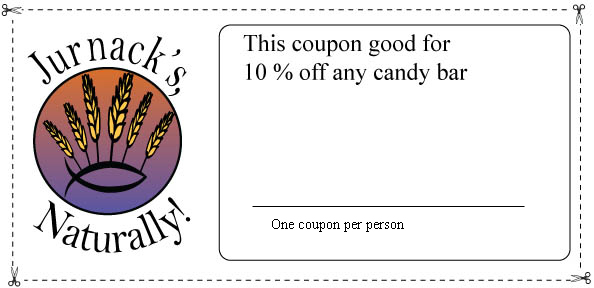 Jurnack's,
Naturally!
This coupon good for
10 % off any candy bar
One coupon per person